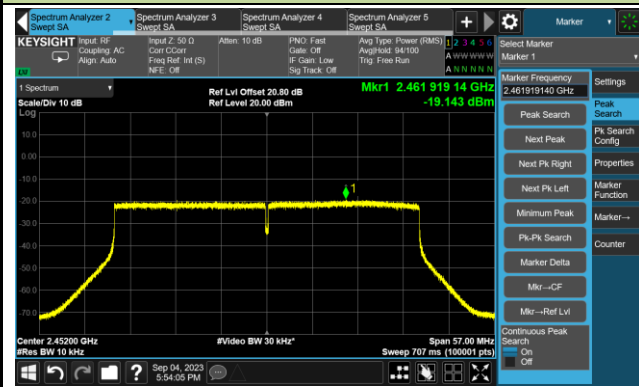 Spectrum Analyzer 2
Swept SA
Spectrum Analyzer 3
Swept SA
Spectrum Analyzer 4
Swept SA
Spectrum Analyzer 5
Swept SA
+
Marker
KEYSIGHT
Input: RF
Coupling: AC
Align: Auto
Input Z: 50 Ω
Corr CCorr
Freq Ref: Int (S)
NFE: Off
Atten: 10 dB
PNO: Fast
Gate: Off
IF Gain: Low
Sig Track: Off
Avg Type: Power (RMS)
Avg|Hold: 94/100
Trig: Free Run
1 2 3 4 5 6
A W W W W W
A N N N N N
LVI
Select Marker
Marker 1
1 Spectrum
Scale/Div 10 dB
Log
Ref Lvl Offset 20.80 dB
Ref Level 20.00 dBm
Mkr1 2.461 919 14 GHz
-19.143 dBm
10.0
0.00
-10.0
-20.0
-30.0
-40.0
-50.0
-60.0
-70.0
1
Center 2.45200 GHz
#Res BW 10 kHz
#Video BW 30 kHz*
Span 57.00 MHz
Sweep 707 ms (100001 pts)
Marker Frequency
2.461919140 GHz
Peak Search
Next Peak
Next Pk Right
Next Pk Left
Minimum Peak
Pk-Pk Search
Marker Delta
Mkr→CF
Mkr→Ref Lvl
Continuous Peak
Search
On
Off
Settings
Peak
Search
Pk Search
Config
Properties
Marker
Function
Marker→
Counter
?
Sep 04, 2023
5:54:05 PM